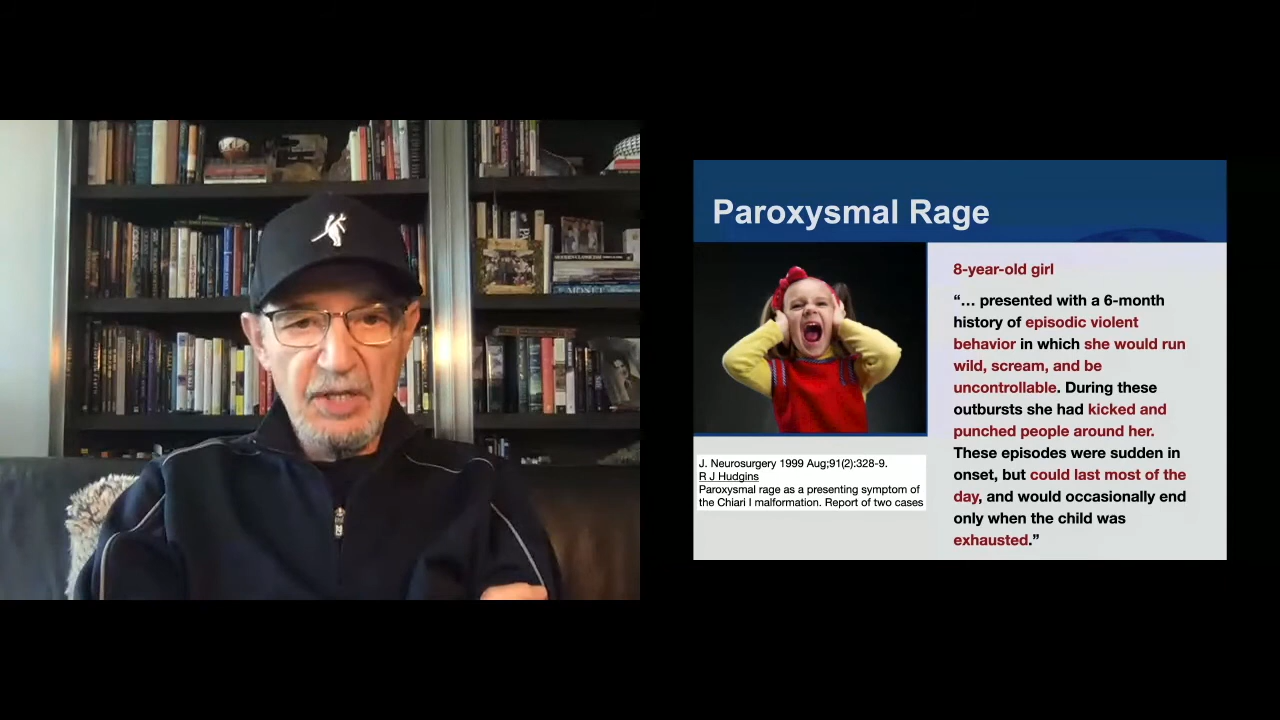 Paroxysmal Rage
8-year-old girl
“... presented with a 6-month
history of episodic violent
behavior in which she would run
wild, scream, and be
uncontrollable. During these
outbursts she had kicked and
punched people around her.
These episodes were sudden in
onset, but could last most of the
day, and would occasionally end
only when the child was
exhausted.”
J. Neurosurgery 1999 Aug;91(2):328-9.
R J Hudgins
Paroxysmal rage as a presenting symptom of
the Chiari I malformation. Report of two cases